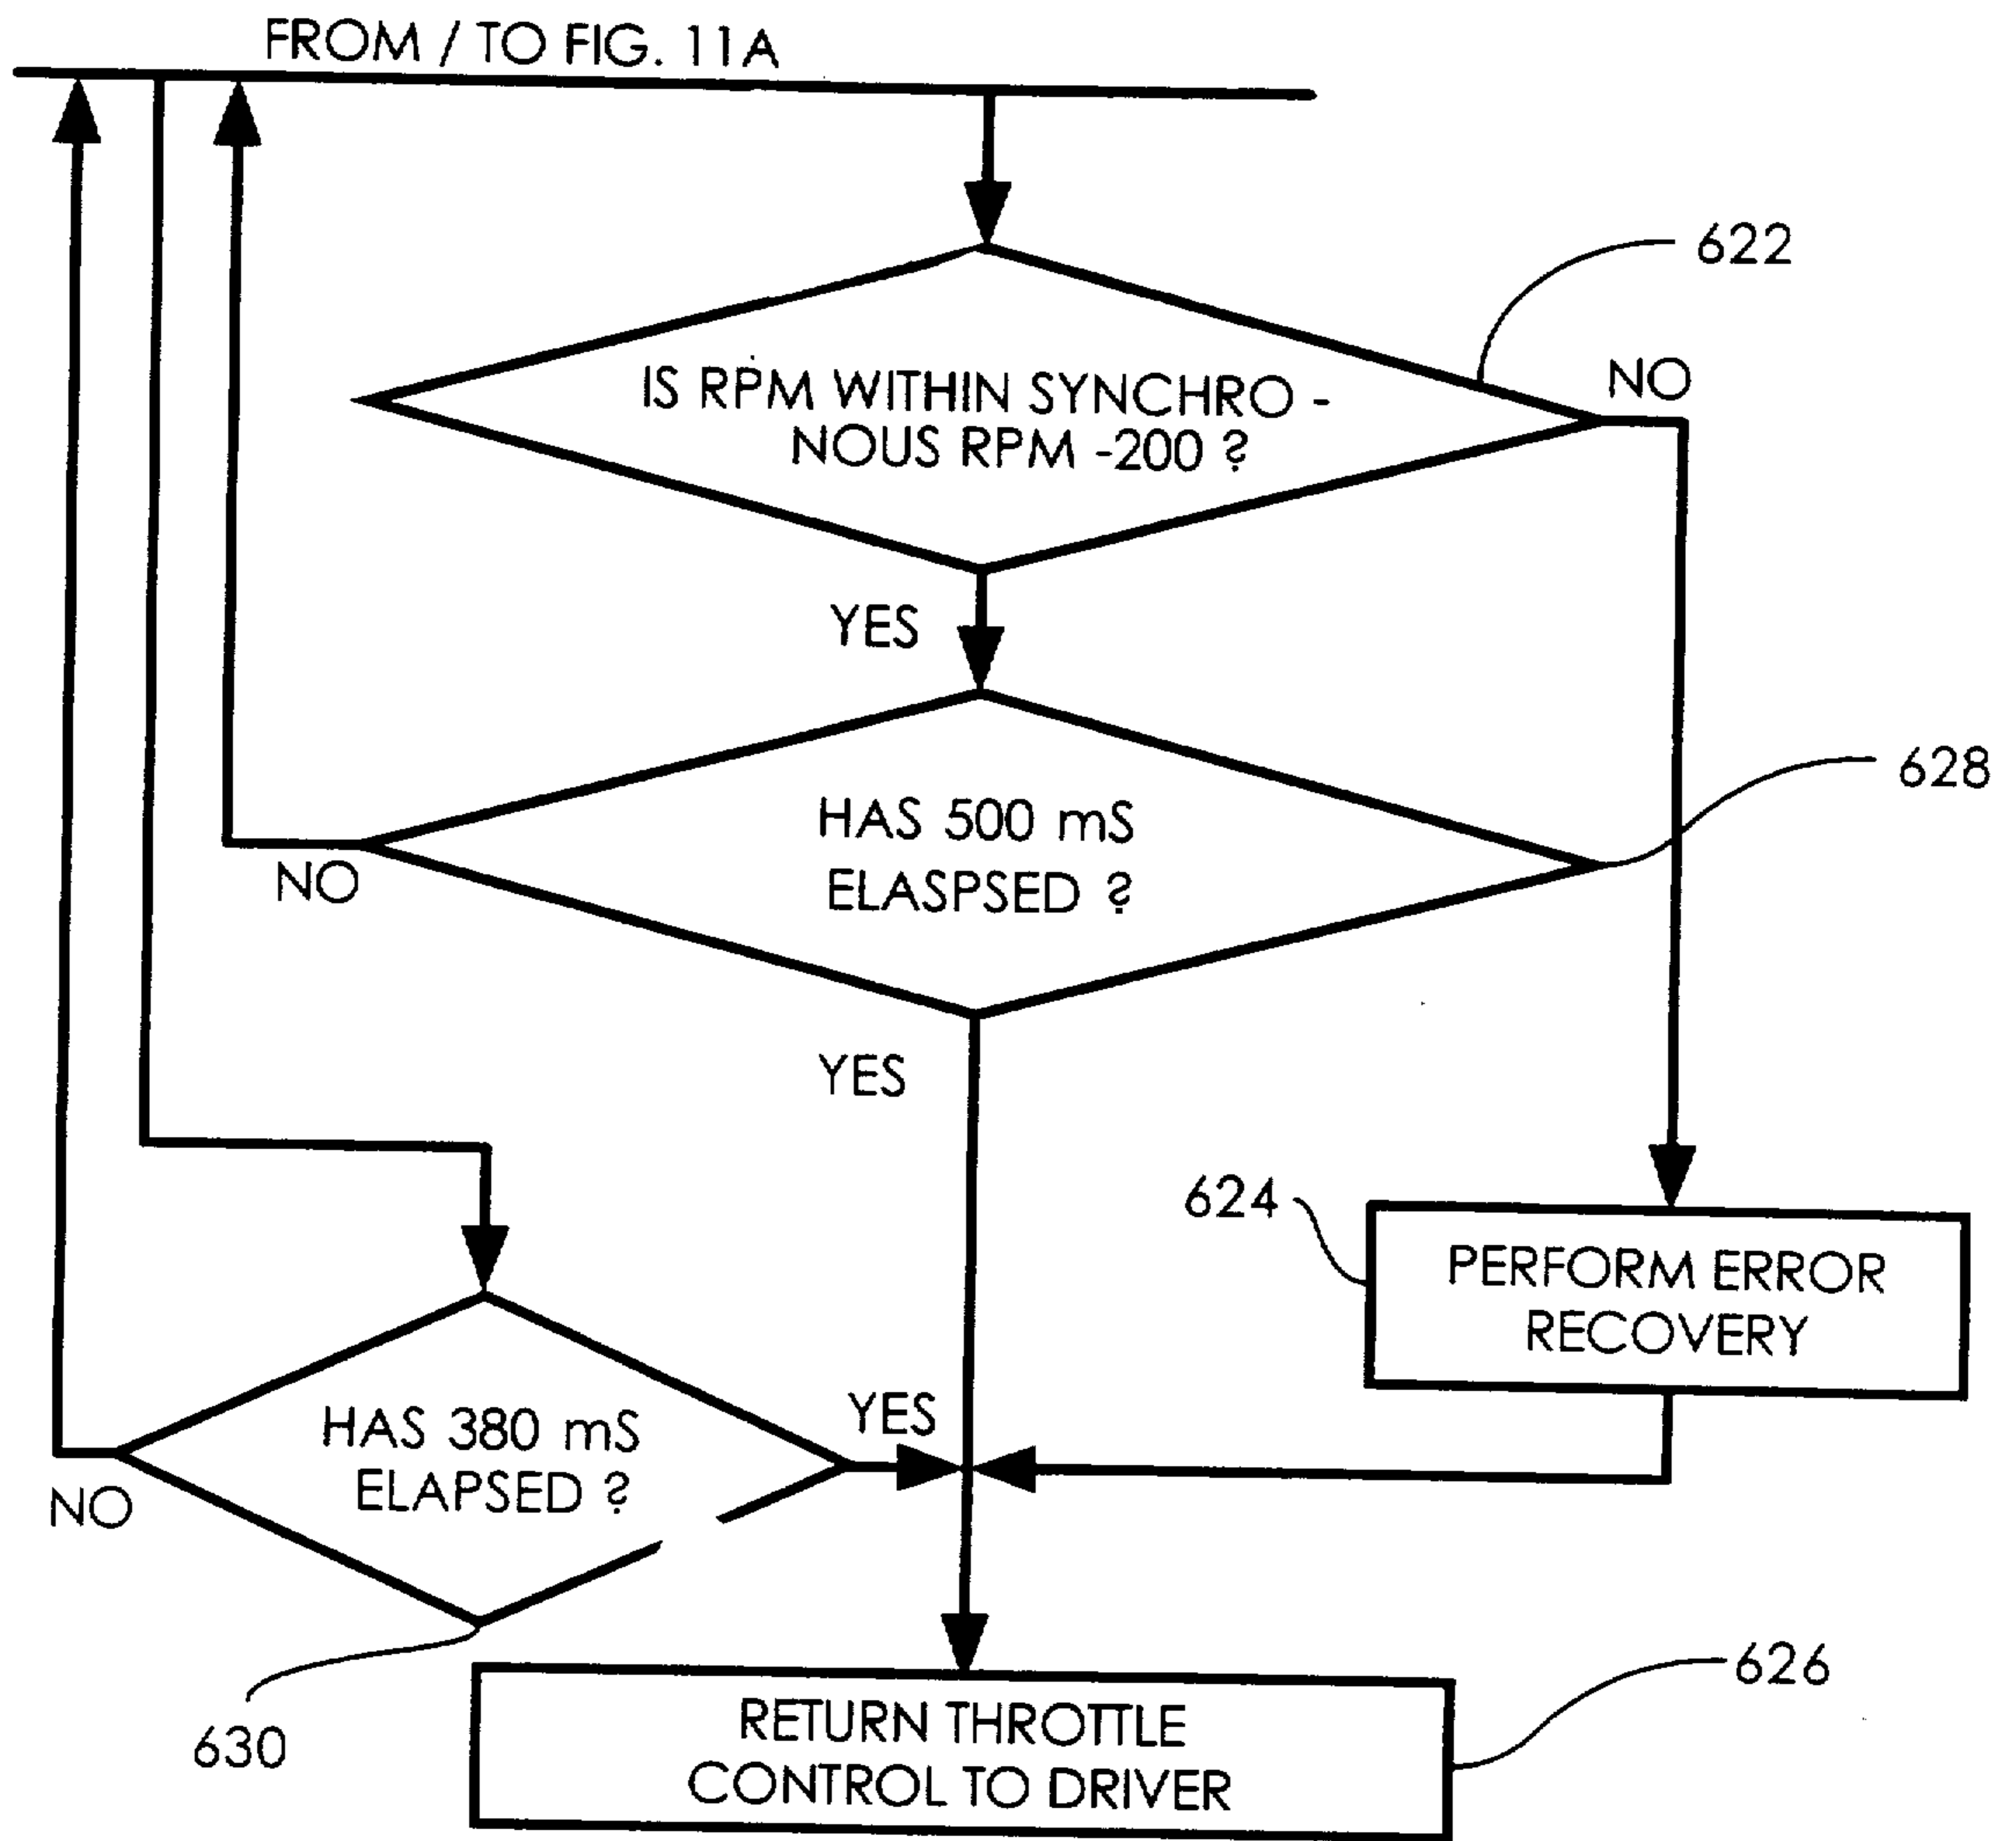 FROM / TO FIG. 11A
622
IS RPM WITHIN SYNCHRO -
NOUS RPM -200 ?
NO
YES
628
HAS 500 mS
ELASPSED ?
NO
YES
624
PERFORM ERROR
RECOVERY
HAS 380 mS
ELAPSED ?
YES
NO
630
626
RETURN THROTTLE
CONTROL TO DRIVER